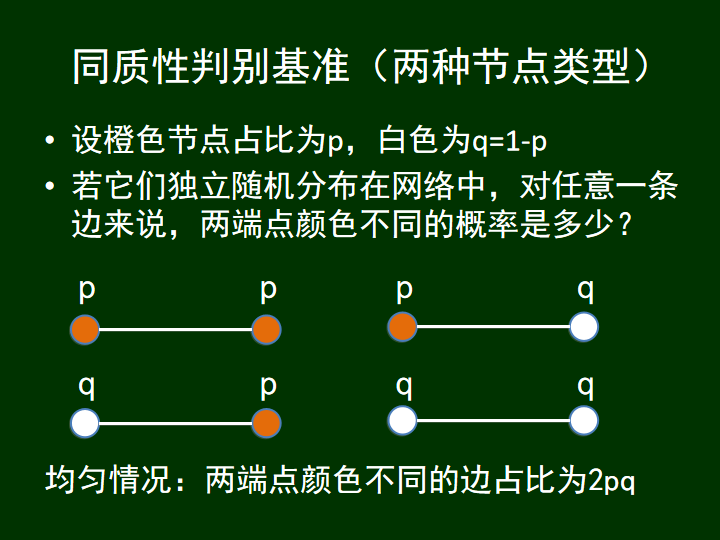 同质性判别基准（两种节点类型）
• 设橙色节点占比为p，白色为q=1-p
• 若它们独立随机分布在网络中，对任意一条
边来说，两端点颜色不同的概率是多少？
p p p q
q p q q
均匀情况：两端点颜色不同的边占比为2pq